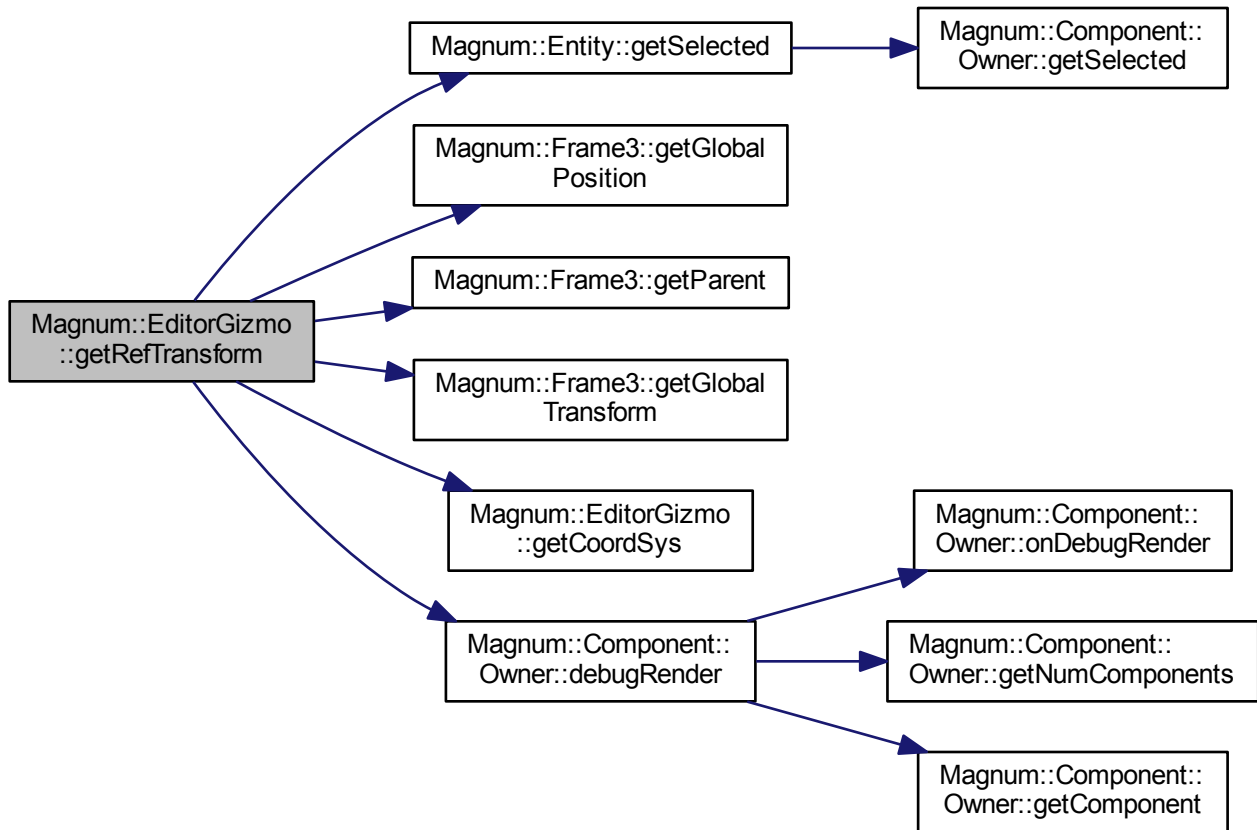 Magnum::Entity::getSelected
Magnum::Component::
Owner::getSelected
Magnum::Frame3::getGlobal
Position
Magnum::Frame3::getParent
Magnum::EditorGizmo
::getRefTransform
Magnum::Frame3::getGlobal
Transform
Magnum::EditorGizmo
::getCoordSys
Magnum::Component::
Owner::onDebugRender
Magnum::Component::
Owner::debugRender
Magnum::Component::
Owner::getNumComponents
Magnum::Component::
Owner::getComponent